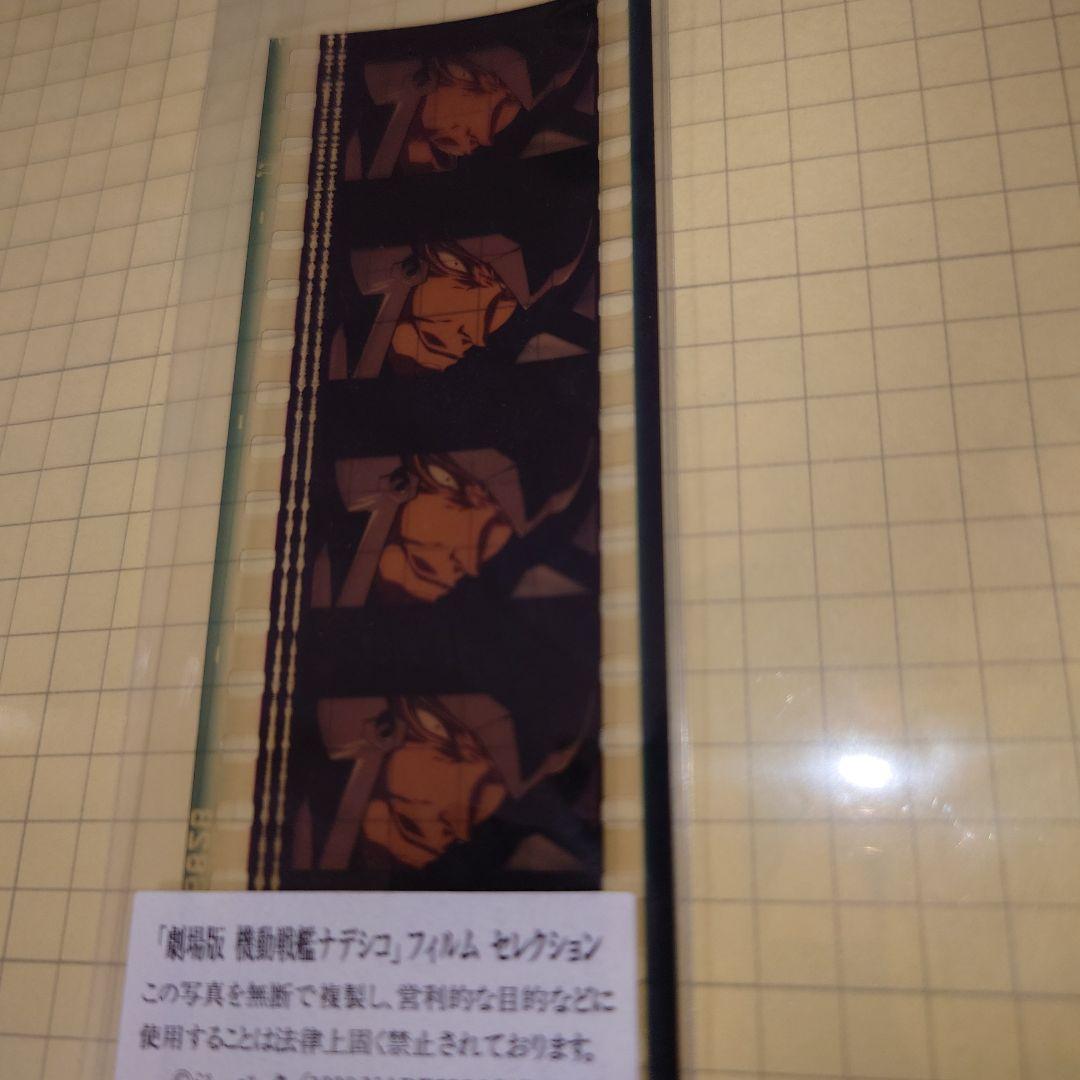 「劇場版 機動戦艦ナデシコ」フィルム セレクション
この写真を無断で複製し、営利的な目的などに
使用することは法律上固く禁止されております。